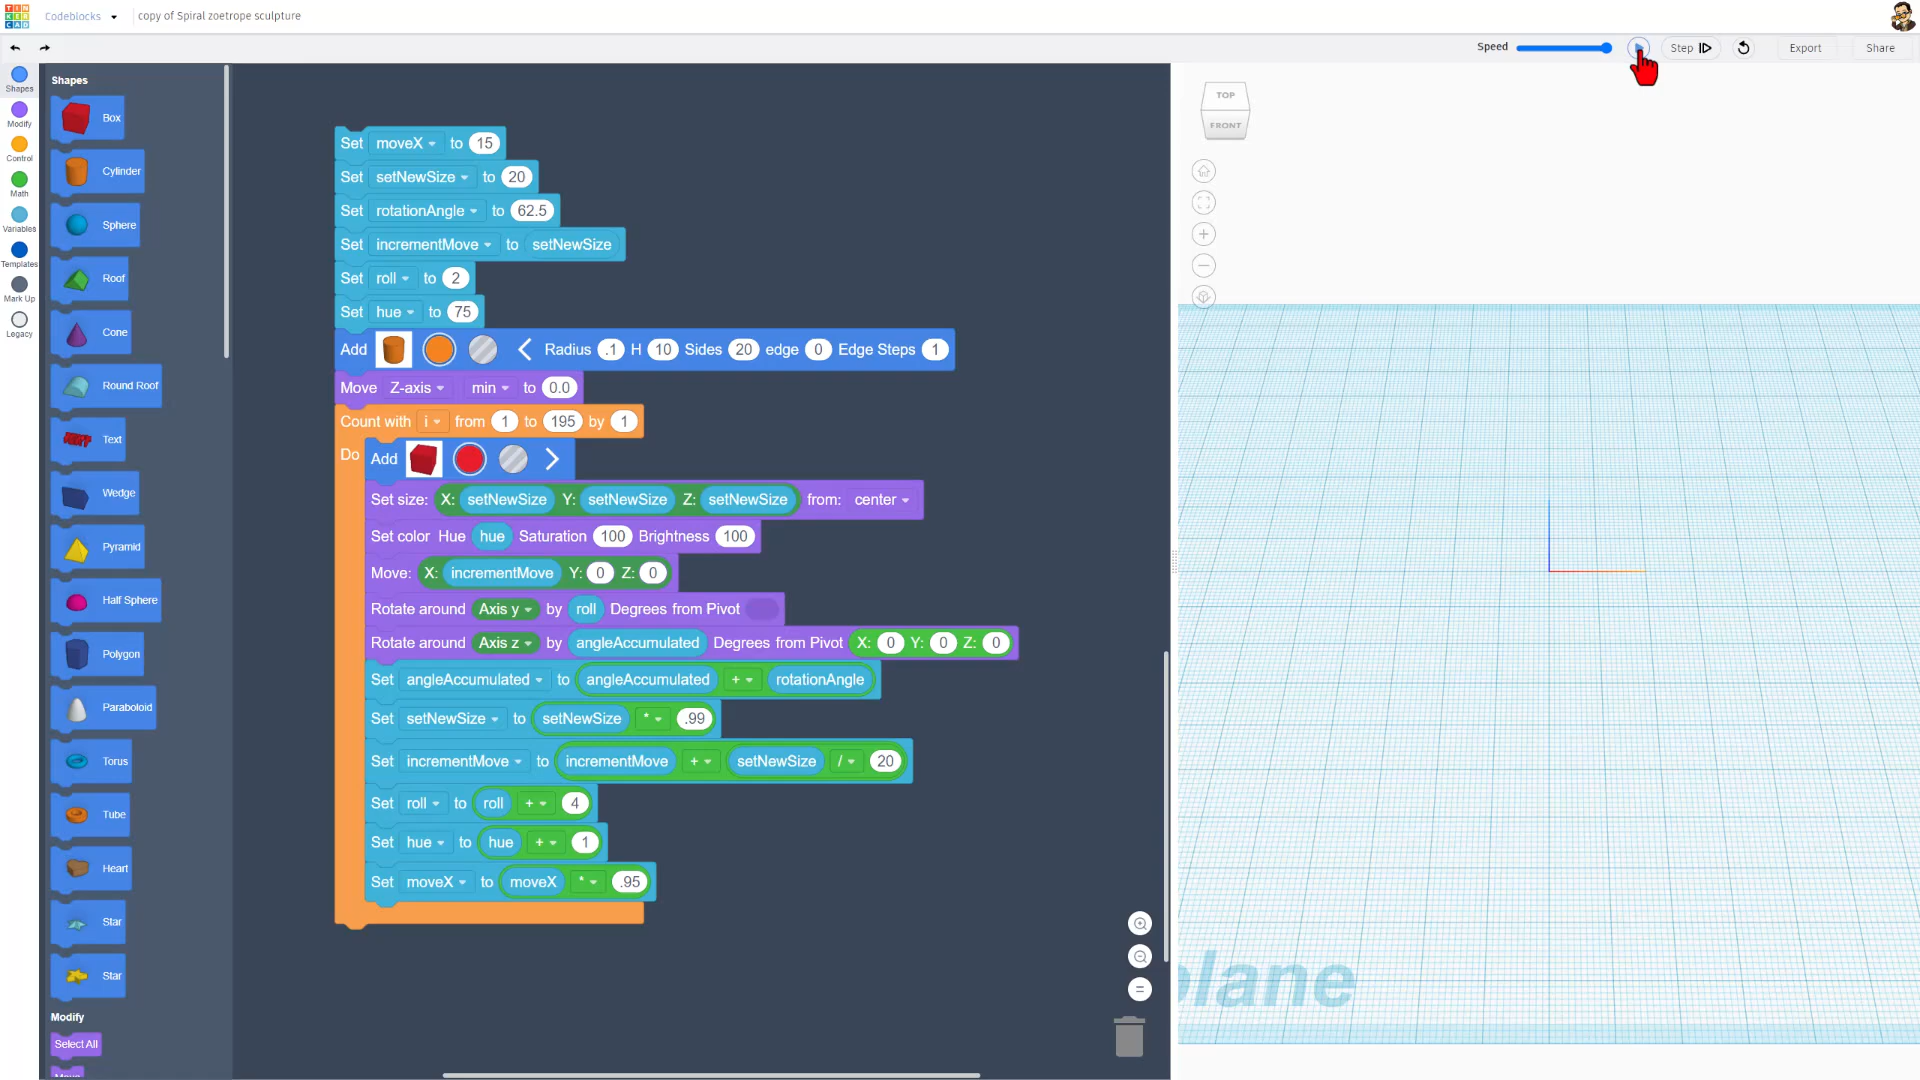 TIN
KER
CAD
Codeblocks
copy of Spiral zoetrope sculpture
Speed
Step
Export
Share
Shapes
Modify
Control
Math
Variables
Templates
Mark Up
Legacy
Shapes
Box
Cylinder
Sphere
Roof
Cone
Round Roof
Text
Wedge
Pyramid
Half Sphere
Polygon
Paraboloid
Torus
Tube
Heart
Star
Star
Modify
Select All
Move
Set moveX to 15
Set setNewSize to 20
Set rotationAngle to 62.5
Set incrementMove to setNewSize
Set roll to 2
Set hue to 75
Add Radius .1 H 10 Sides 20 edge 0 Edge Steps 1
Move Z-axis min to 0.0
Count with i from 1 to 195 by 1
Do Add
Set size: X: setNewSize Y: setNewSize Z: setNewSize from: center
Set color Hue hue Saturation 100 Brightness 100
Move: X: incrementMove Y: 0 Z: 0
Rotate around Axis y by roll Degrees from Pivot
Rotate around Axis z by angleAccumulated Degrees from Pivot X: 0 Y: 0 Z: 0
Set angleAccumulated to angleAccumulated + rotationAngle
Set setNewSize to setNewSize * .99
Set incrementMove to incrementMove + setNewSize / 20
Set roll to roll + 4
Set hue to hue + 1
Set moveX to moveX * .95
TOP
FRONT
plane